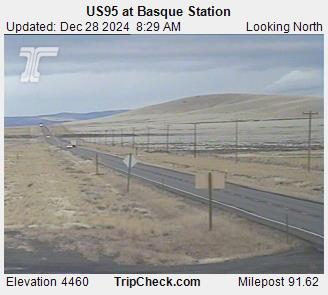 US95 at Basque Station
Updated: Dec 28 2024 8:29 AM Looking North
Elevation 4460 TripCheck.com Milepost 91.62